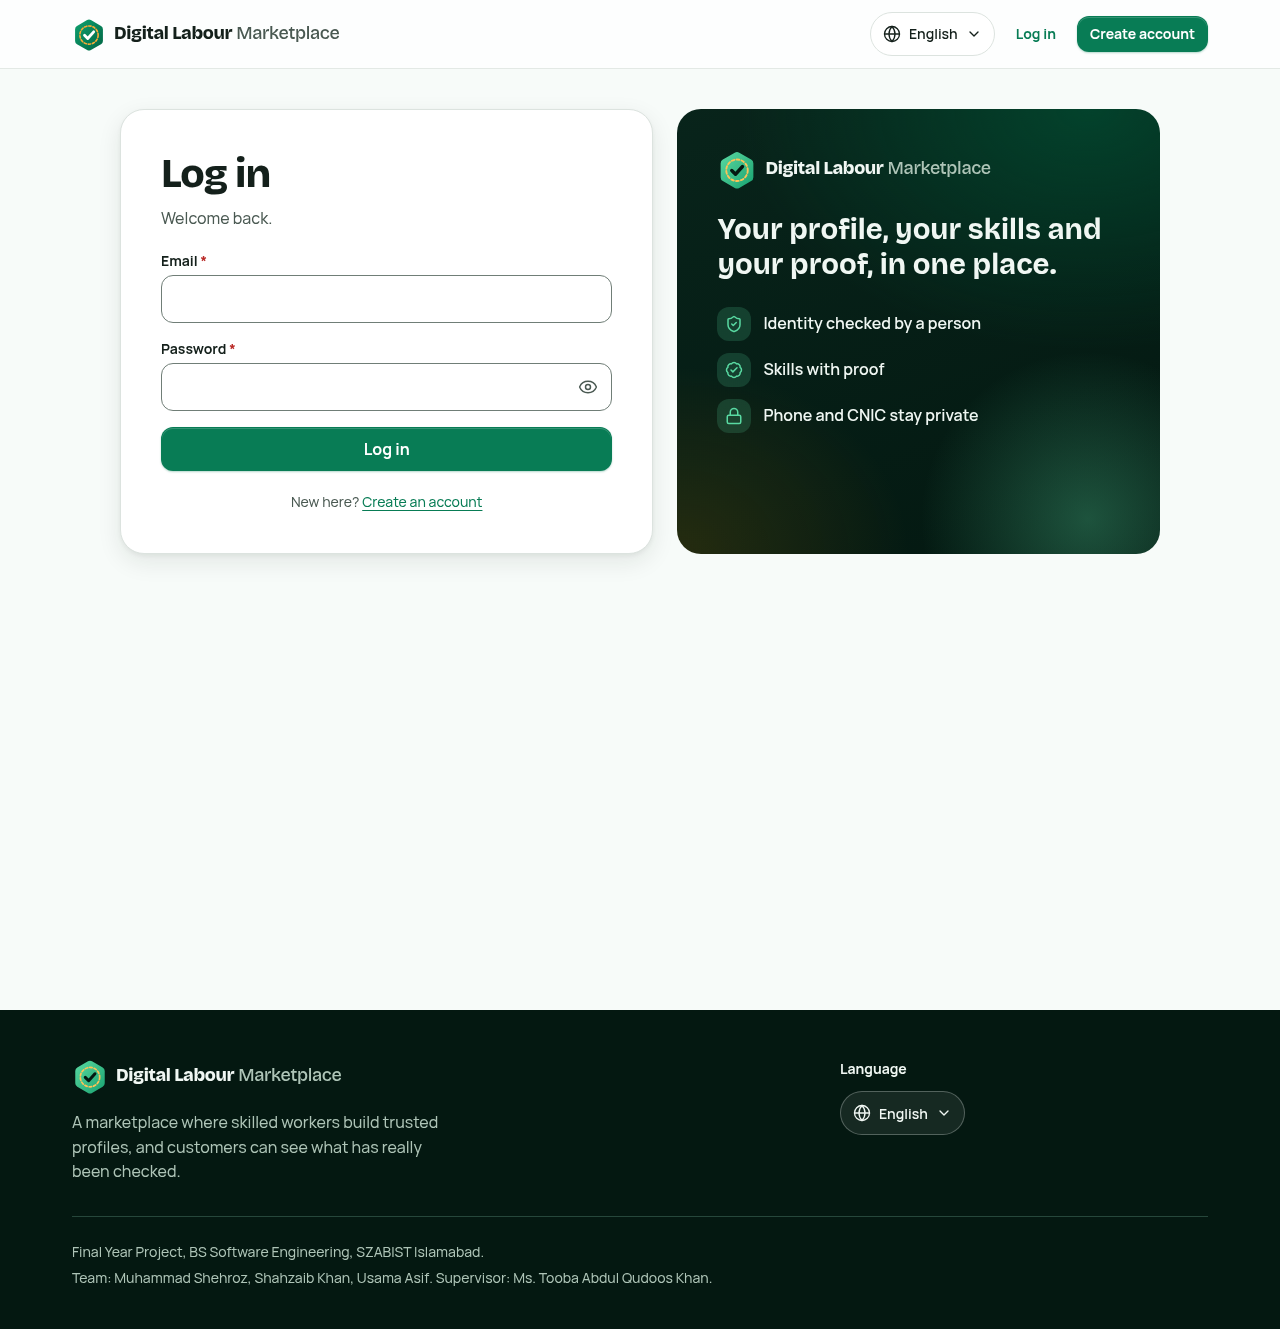 Digital Labour Marketplace
English
Log in
Create account
Log in
Welcome back.
Email *
Password *
Log in
New here? Create an account
Digital Labour Marketplace
Your profile, your skills and
your proof, in one place.
Identity checked by a person
Skills with proof
Phone and CNIC stay private
Digital Labour Marketplace
A marketplace where skilled workers build trusted
profiles, and customers can see what has really
been checked.
Language
English
Final Year Project, BS Software Engineering, SZABIST Islamabad.
Team: Muhammad Shehroz, Shahzaib Khan, Usama Asif. Supervisor: Ms. Tooba Abdul Qudoos Khan.